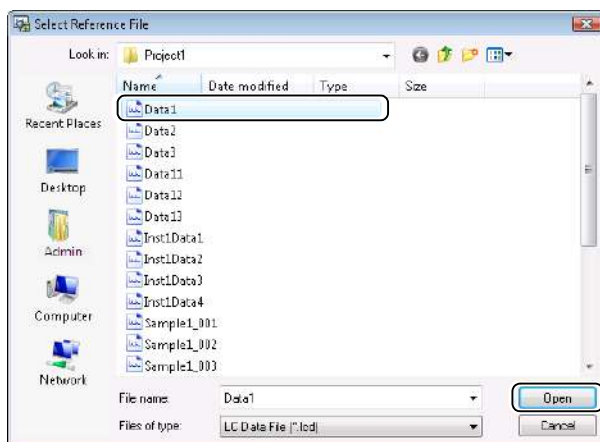 Select Reference File
Look in: Project1
Name Date modified Type Size
Data1
Data2
Data3
Data11
Data12
Data13
Inst1Data1
Inst1Data2
Inst1Data3
Inst1Data4
Sample1_001
Sample1_002
Sample1_003
Recent Places
Desktop
Admin
Computer
Network
File name: Data1 Open
Files of type: LC Data File (*.lcd) Cancel